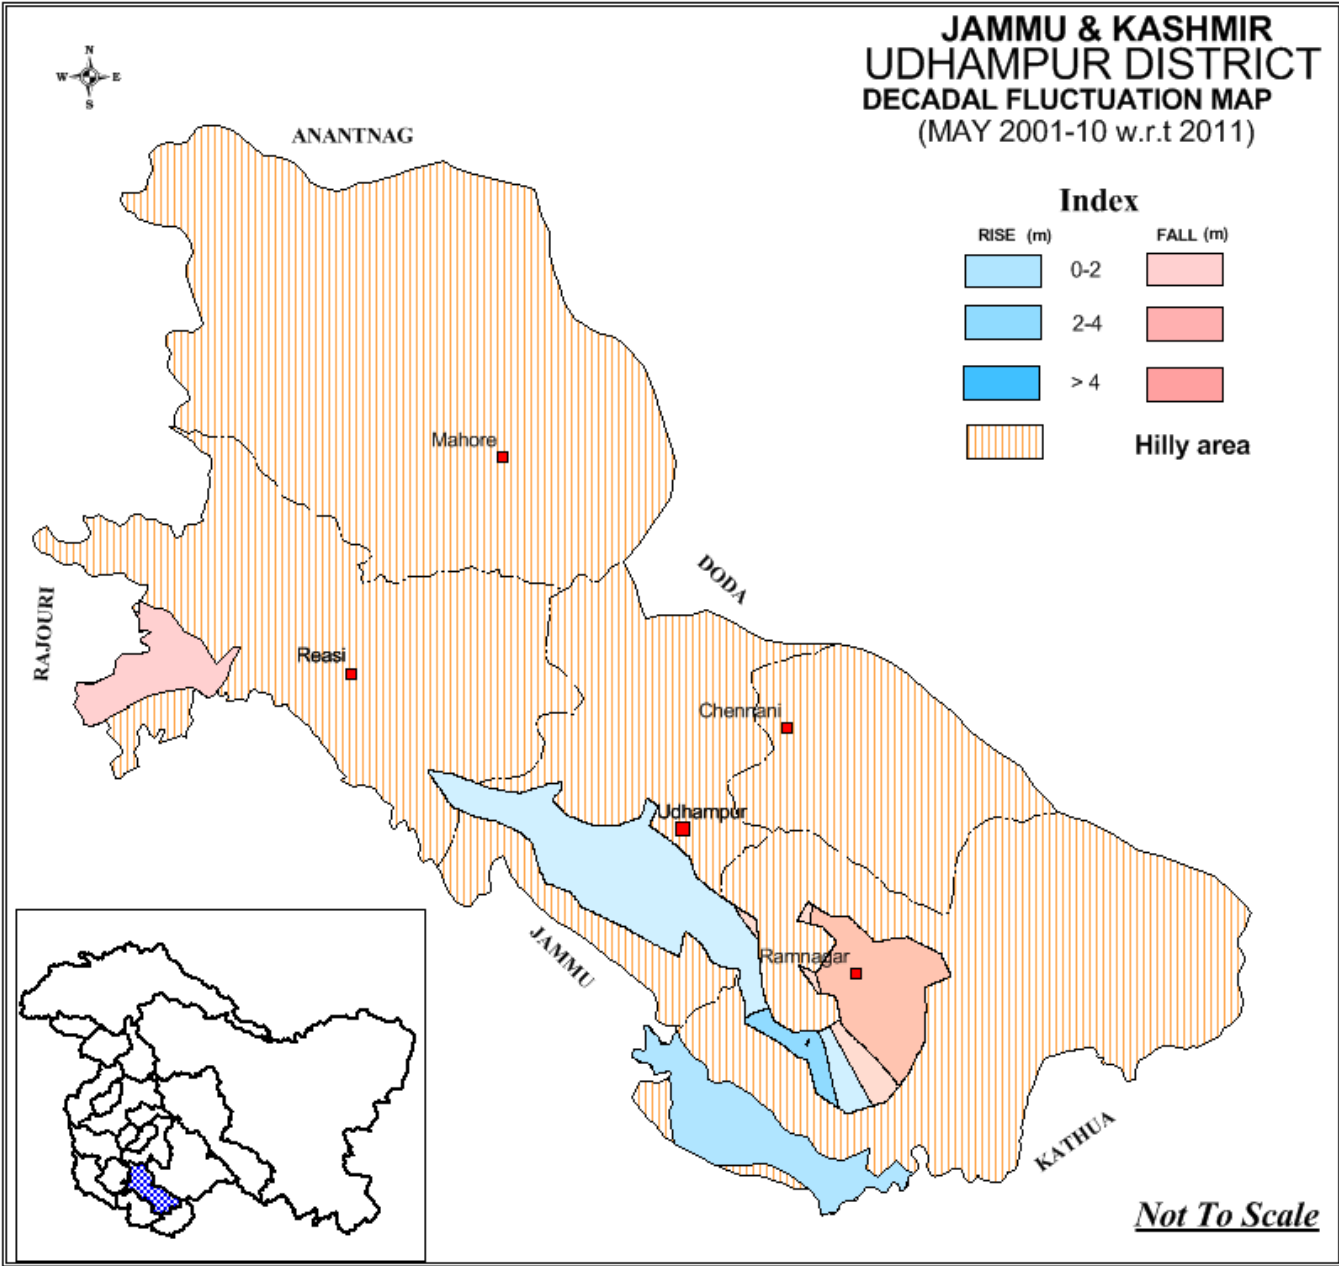 JAMMU & KASHMIR
UDHAMPUR DISTRICT
DECADAL FLUCTUATION MAP
(MAY 2001-10 w.r.t 2011)
N
W E
S
ANANTNAG
Index
RISE (m) FALL (m)
0-2
2-4
> 4
Hilly area
Mahore
DODA
RAJOURI
Reasi
Chennani
Udhampur
JAMMU
Ramnagar
KATHUA
Not To Scale